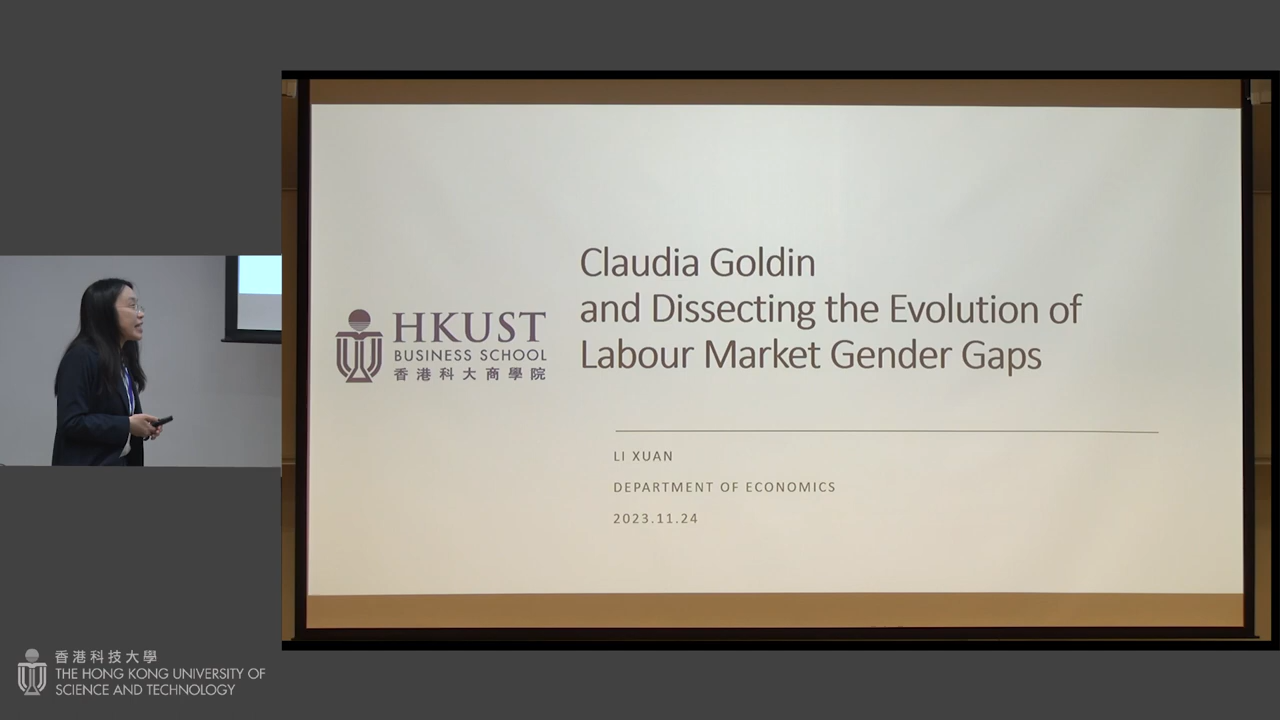 Claudia Goldin
and Dissecting the Evolution of
Labour Market Gender Gaps
HKUST
BUSINESS SCHOOL
香港科大商學院
LI XUAN
DEPARTMENT OF ECONOMICS
2023.11.24
香港科技大學
THE HONG KONG UNIVERSITY OF
SCIENCE AND TECHNOLOGY